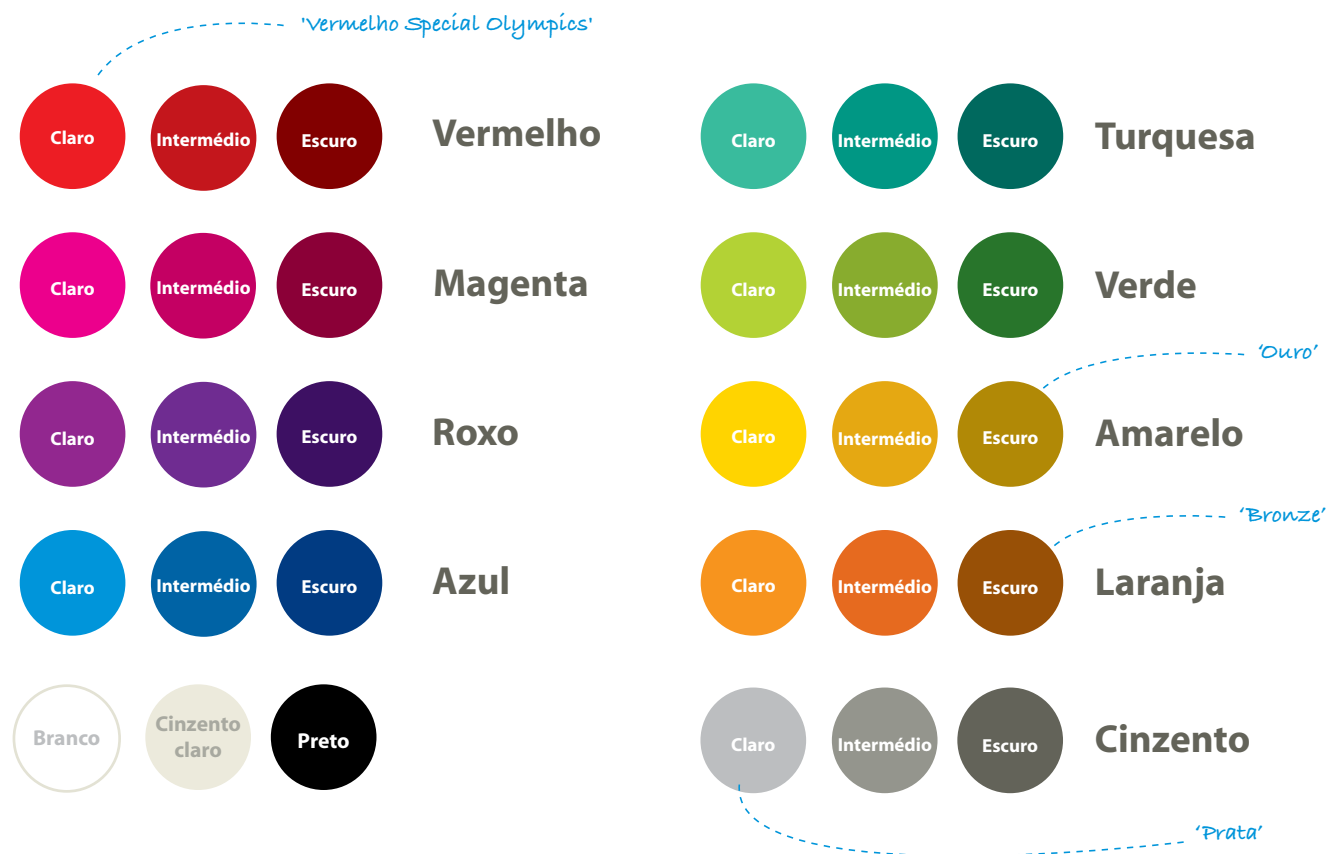 'Vermelho Special Olympics'
Claro Intermédio Escuro Vermelho
Claro Intermédio Escuro Turquesa
Claro Intermédio Escuro Magenta
Claro Intermédio Escuro Verde
‘Ouro’
Claro Intermédio Escuro Roxo
Claro Intermédio Escuro Amarelo
‘Bronze’
Claro Intermédio Escuro Azul
Claro Intermédio Escuro Laranja
Branco
Cinzento
claro
Preto
Claro Intermédio Escuro Cinzento
‘Prata’